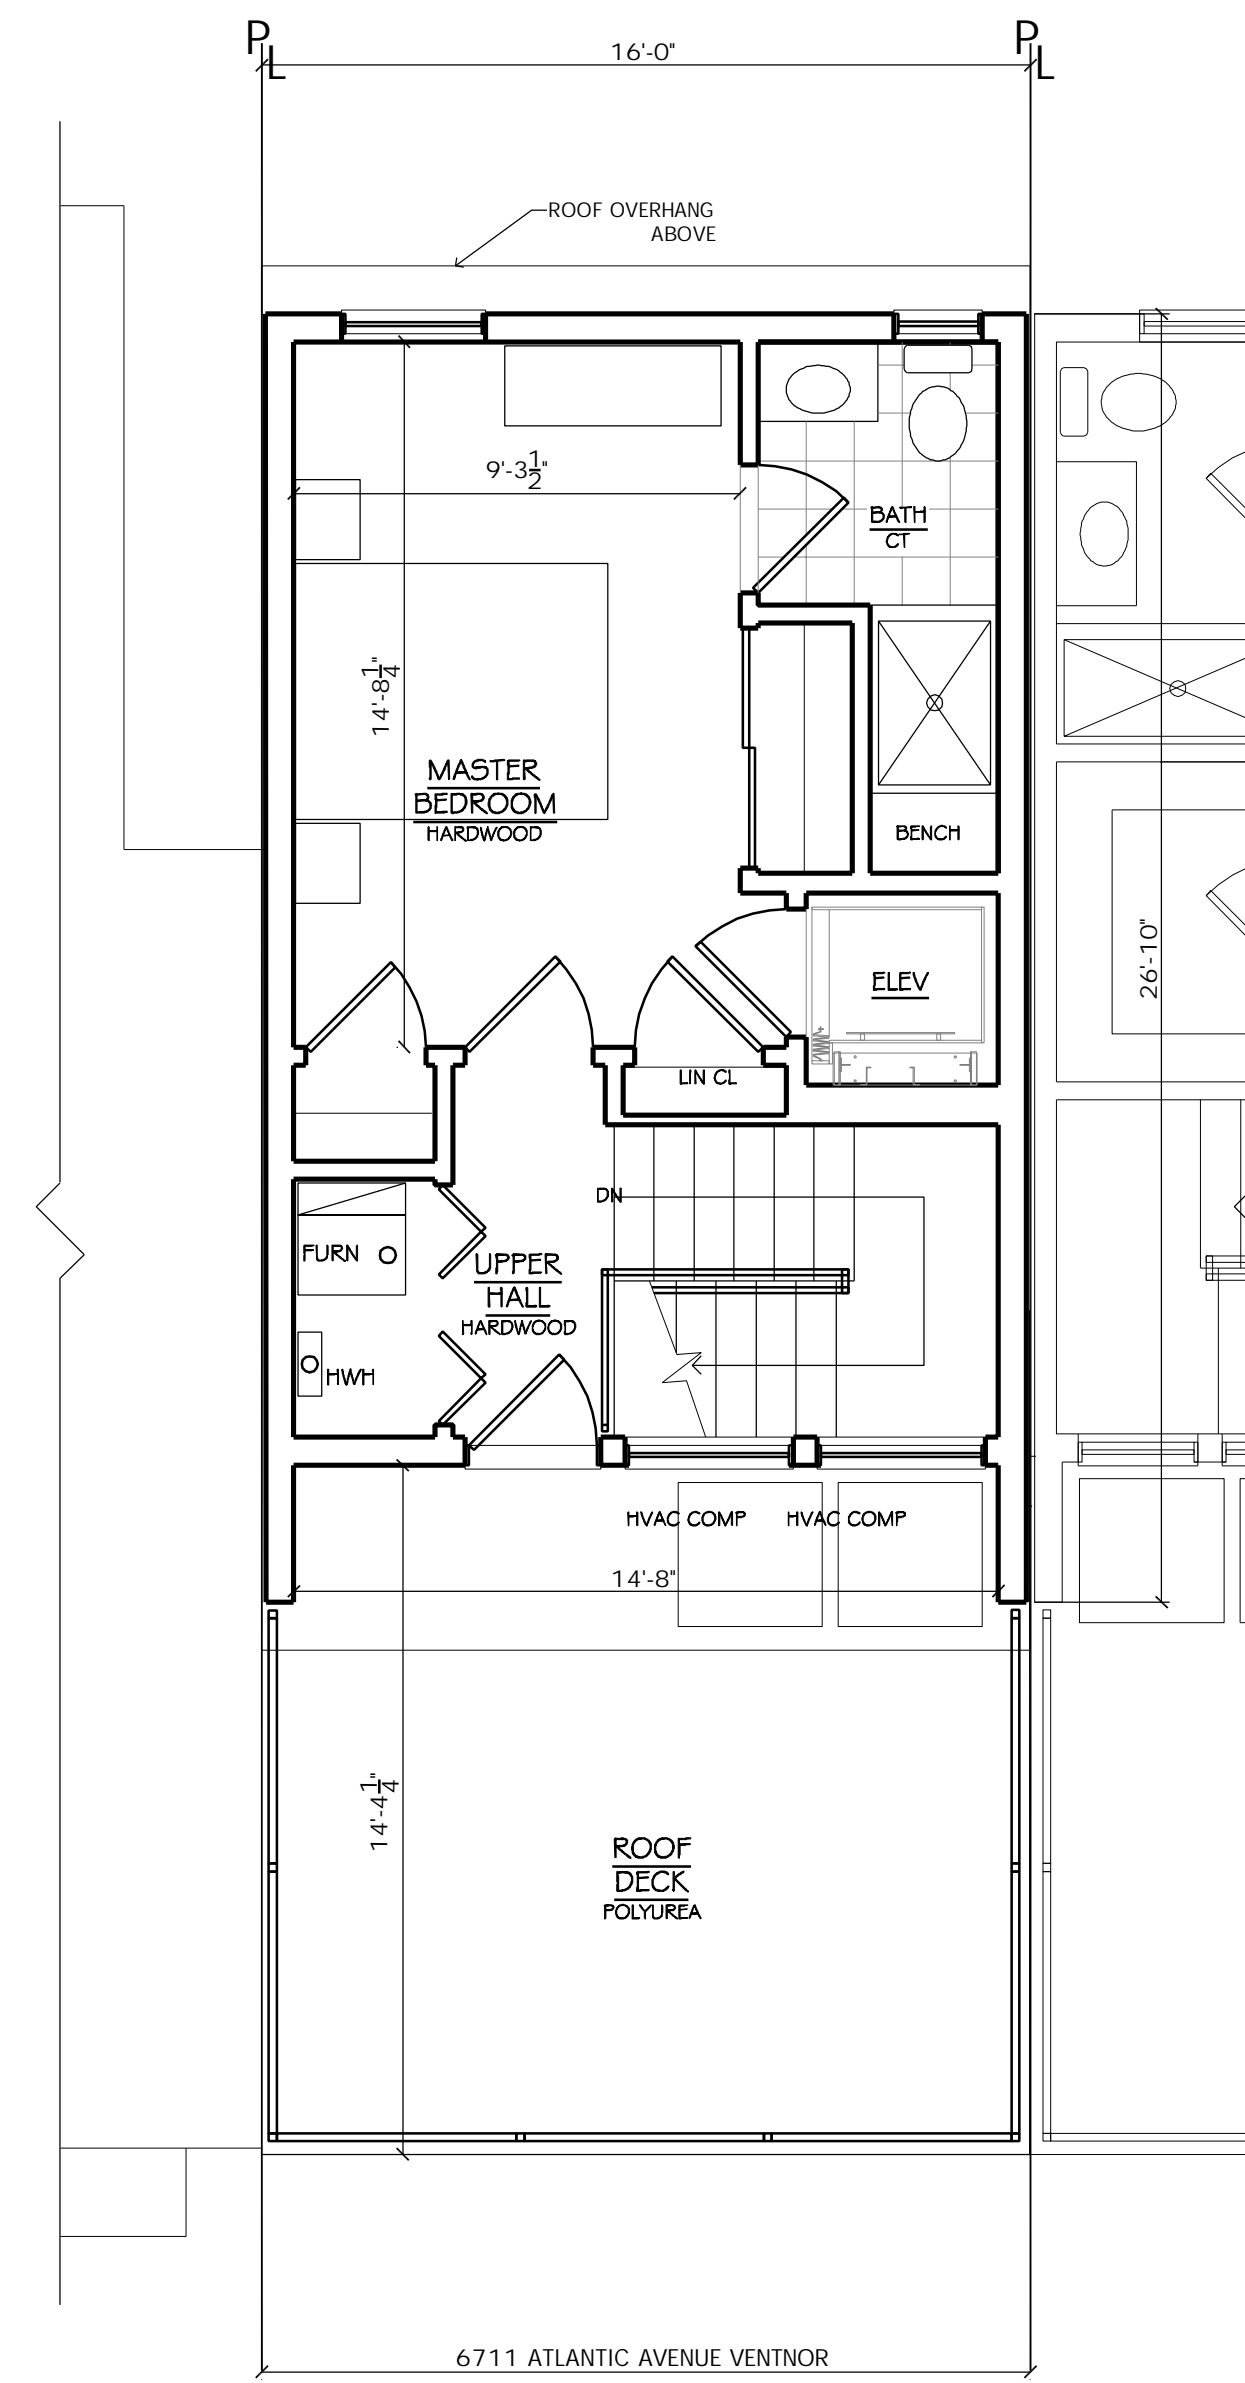 PL
PL
16'-0"
ROOF OVERHANG
ABOVE
9'-3 1/2"
BATH
CT
14'-8 1/4"
MASTER
BEDROOM
HARDWOOD
BENCH
26'-10"
ELEV
LIN CL
DN
FURN
UPPER
HALL
HARDWOOD
HWH
HVAC COMP
HVAC COMP
14'-8"
14'-4 1/4"
ROOF
DECK
POLYUREA
6711 ATLANTIC AVENUE VENTNOR